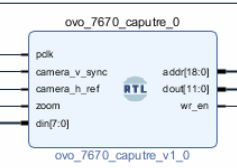 ovo_7670_caputre_0
pclk
camera_v_sync
camera_h_ref
zoom
din[7:0]
RTL
addr[18:0]
dout[11:0]
wr_en
ovo_7670_caputre_v1_0